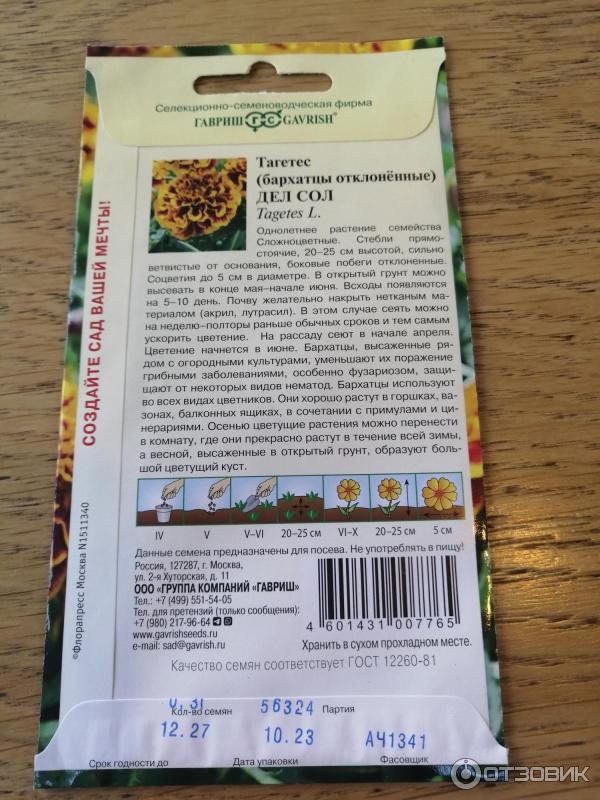 Селекционно-семеноводческая фирма
ГАВРИШ GAVRISH®
СОЗДАЙТЕ САД ВАШЕЙ МЕЧТЫ!
©Флорапресс Москва N1511340
Тагетес
(бархатцы отклонённые)
ДЕЛ СОЛ
Tagetes L.
Однолетнее растение семейства
Сложноцветные. Стебли прямо-
стоячие, 20–25 см высотой, сильно-
ветвистые от основания, боковые побеги отклоненные.
Соцветия до 5 см в диаметре. В открытый грунт можно
высевать в конце мая–начале июня. Всходы появляются
на 5–10 день. Почву желательно накрыть нетканым ма-
териалом (акрил, лутрасил). В этом случае сеять можно
на неделю–полторы раньше обычных сроков и тем самым
ускорить цветение. На рассаду сеют в начале апреля.
Цветение начнется в июне. Бархатцы, высаженные ря-
дом с огородными культурами, уменьшают их поражение
грибными заболеваниями, особенно фузариозом, защи-
щают от некоторых видов нематод. Бархатцы используют
во всех видах цветников. Они хорошо растут в горшках, ва-
зонах, балконных ящиках, в сочетании с примулами и ци-
нерариями. Осенью цветущие растения можно перенести
в комнату, где они прекрасно растут в течение всей зимы,
а весной, высаженные в открытый грунт, образуют боль-
шой цветущий куст.
IV V V–VI 20–25 см VI–X 20–25 см 5 см
Данные семена предназначены для посева. Не употреблять в пищу!
Россия, 127287, г. Москва,
ул. 2-я Хуторская, д. 11
ООО «ГРУППА КОМПАНИЙ «ГАВРИШ»
Тел.: +7 (499) 551-54-05
Тел. для претензий (только сообщения):
+7 (980) 217-96-64
www.gavrishseeds.ru
e-mail: sad@gavrish.ru
4 601431 007765
Хранить в сухом прохладном месте.
Качество семян соответствует ГОСТ 12260-81
0,3г 56324
Кол-во семян Партия
12.27 10.23 АЧ1341
Срок годности до Дата упаковки Фасовщик
ОТЗОВИК